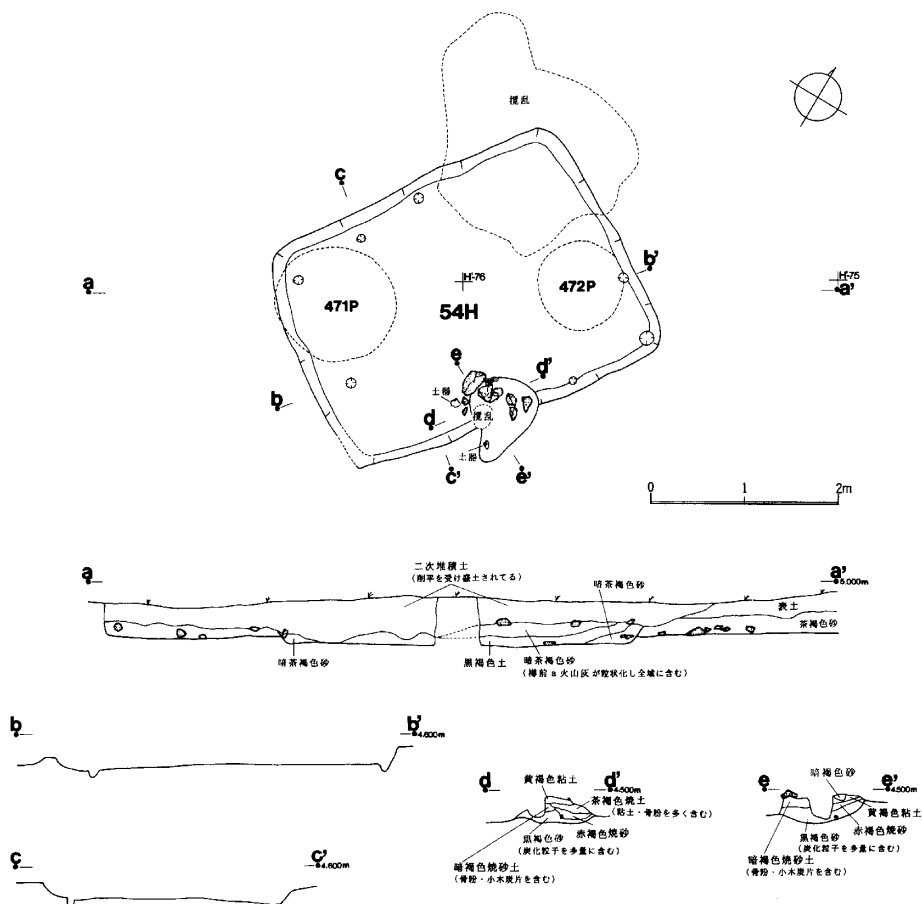 攪乱
c
b'
a
H'-76
H'-75
a'
471P
472P
54H
e
d'
土器
b
d
攪乱
土器
c'
e'
0
1
2m
a
二次堆積土
(削平を受け盛土されてる)
暗茶褐色砂
a'
5.000m
表土
茶褐色砂
暗茶褐色砂
黒褐色土
暗茶褐色砂
(樽前a火山灰が粒状化し全域に含む)
b
b'
4.600m
d
黄褐色粘土
d'
4.500m
茶褐色焼土
(粘土・骨粉を多く含む)
黒褐色砂
(炭化粒子を多量に含む)
赤褐色焼砂
暗褐色焼砂土
(骨粉・小木炭片を含む)
e
暗褐色砂
e'
4.500m
黄褐色粘土
赤褐色焼砂
黒褐色砂
(炭化粒子を多量に含む)
暗褐色焼砂土
(骨粉・小木炭片を含む)
c
c'
4.600m